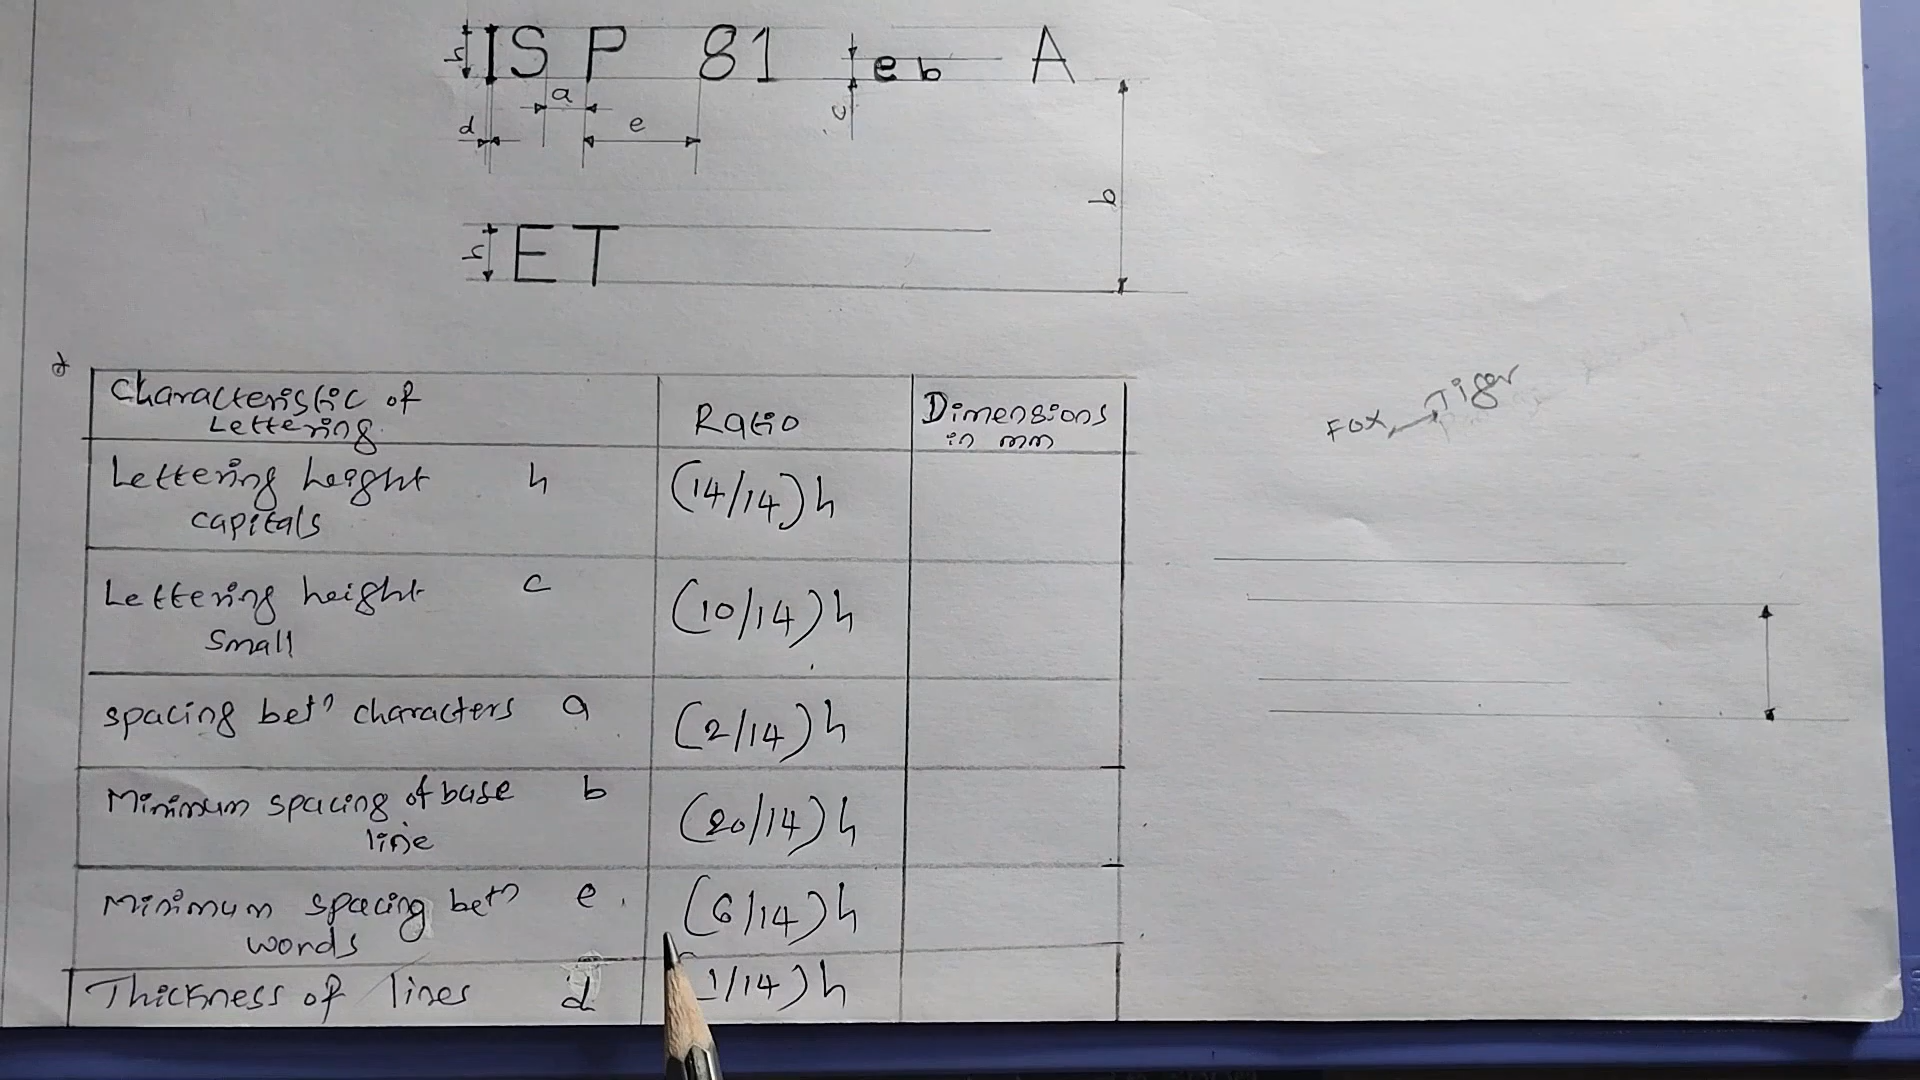 h ISP 81 eb A
a
c
d e
b
h ET
Characteristic of
Lettering.
Ratio
Dimensions
in mm
Lettering height h (14/14)h
capitals
Lettering height c (10/14)h
Small
spacing betn characters a (2/14)h
Minimum spacing of base b (20/14)h
line
Minimum spacing betn e. (6/14)h
words
Thickness of lines d (1/14)h
Fox Tiger